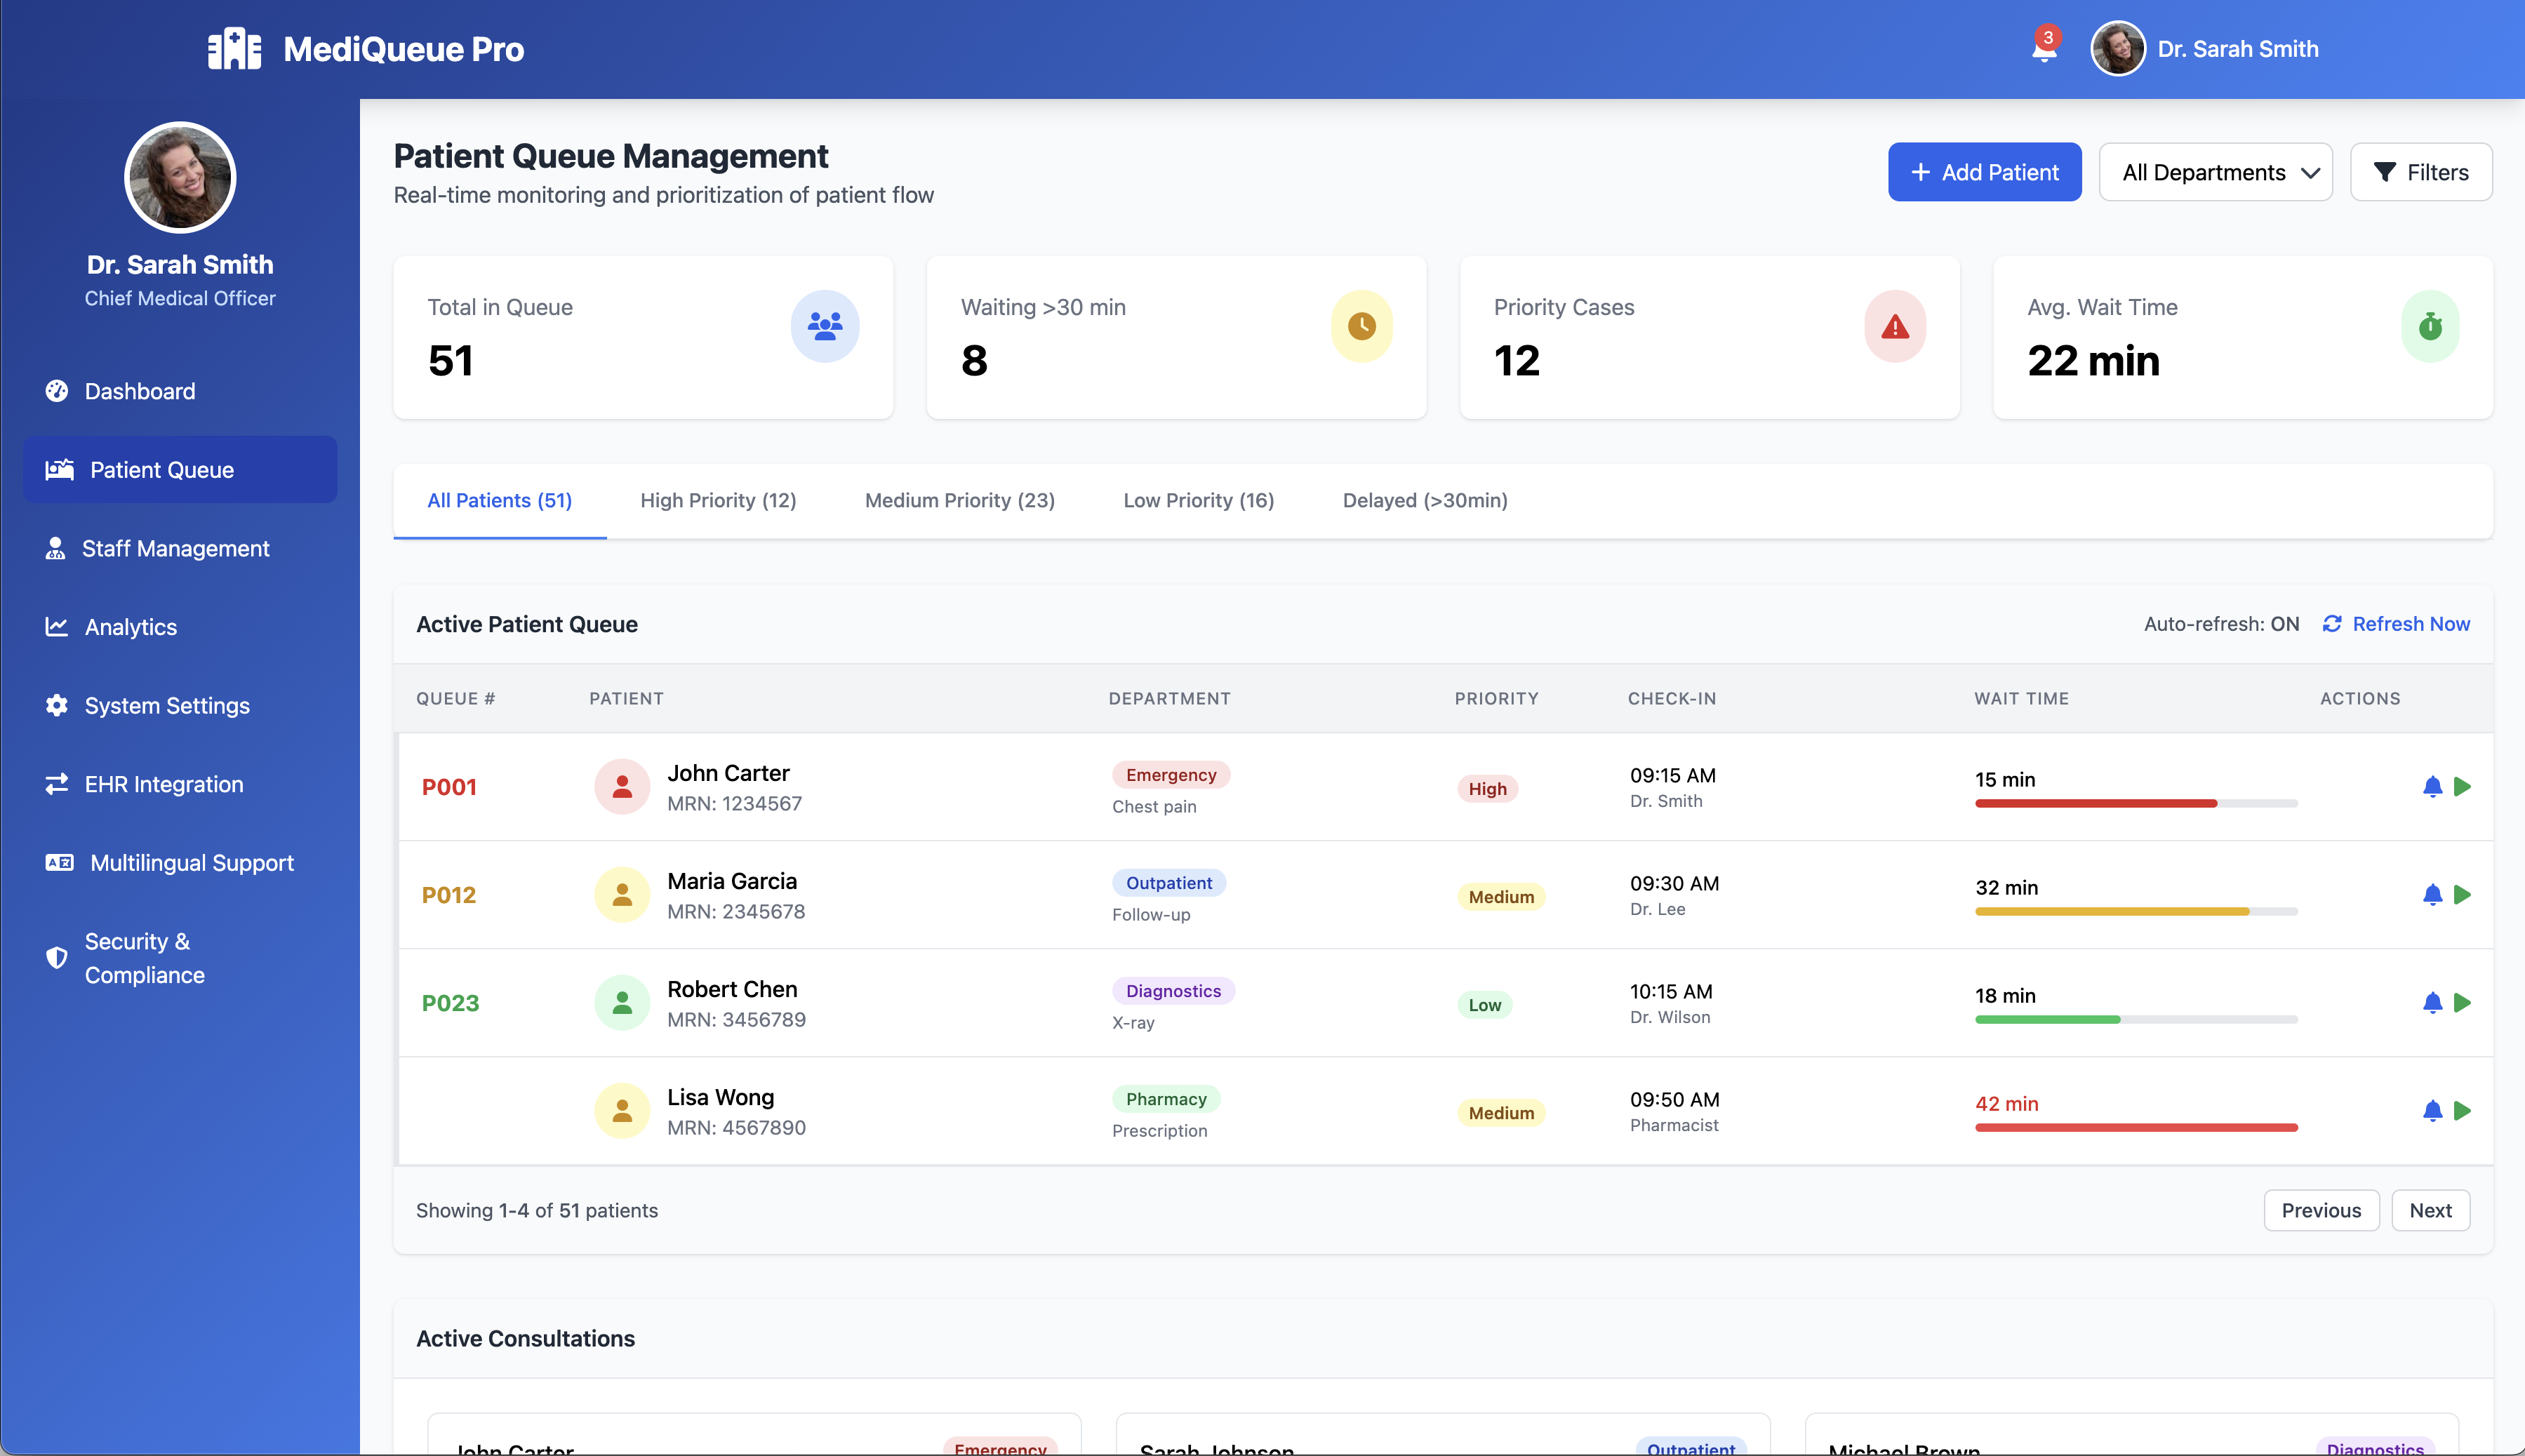 MediQueue Pro
3
Dr. Sarah Smith
Dr. Sarah Smith
Chief Medical Officer
Dashboard
Patient Queue
Staff Management
Analytics
System Settings
EHR Integration
Multilingual Support
Security &
Compliance
Patient Queue Management
Real-time monitoring and prioritization of patient flow
Add Patient
All Departments
Filters
Total in Queue
51
Waiting >30 min
8
Priority Cases
12
Avg. Wait Time
22 min
All Patients (51)
High Priority (12)
Medium Priority (23)
Low Priority (16)
Delayed (>30min)
Active Patient Queue
Auto-refresh: ON
Refresh Now
QUEUE #
PATIENT
DEPARTMENT
PRIORITY
CHECK-IN
WAIT TIME
ACTIONS
P001
John Carter
MRN: 1234567
Emergency
Chest pain
High
09:15 AM
Dr. Smith
15 min
P012
Maria Garcia
MRN: 2345678
Outpatient
Follow-up
Medium
09:30 AM
Dr. Lee
32 min
P023
Robert Chen
MRN: 3456789
Diagnostics
X-ray
Low
10:15 AM
Dr. Wilson
18 min
Lisa Wong
MRN: 4567890
Pharmacy
Prescription
Medium
09:50 AM
Pharmacist
42 min
Showing 1-4 of 51 patients
Previous
Next
Active Consultations
John Carter
Emergency
Sarah Johnson
Outpatient
Michael Brown
Diagnostics